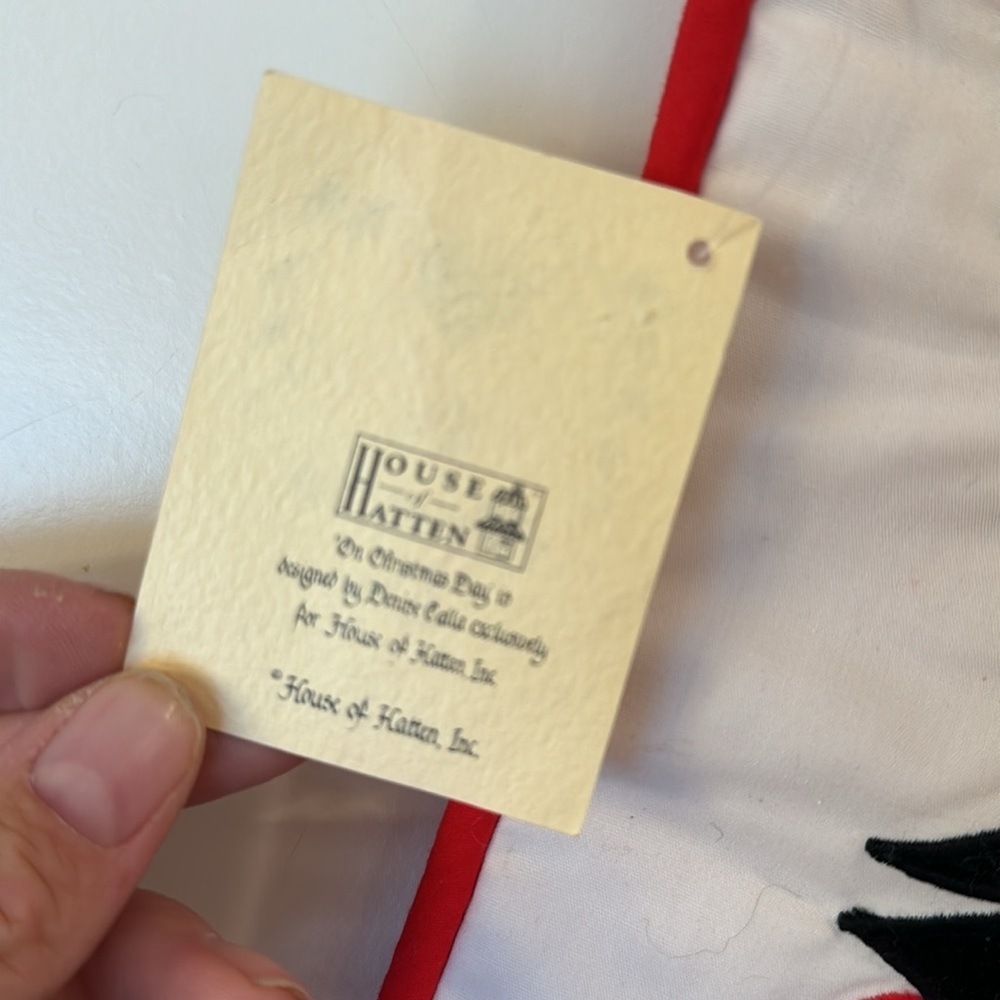 HOUSE
of
HATTEN
"On Christmas Day" is
designed by Denise Calla exclusively
for House of Hatten, Inc.
© House of Hatten, Inc.